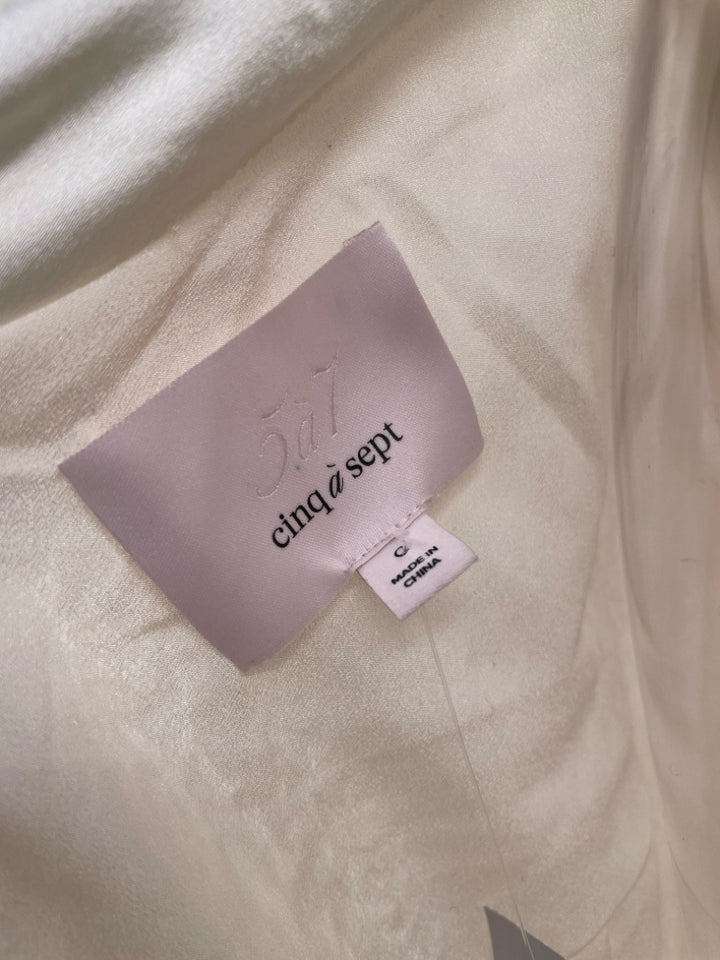 5à7
cinq à sept
MADE IN
CHINA